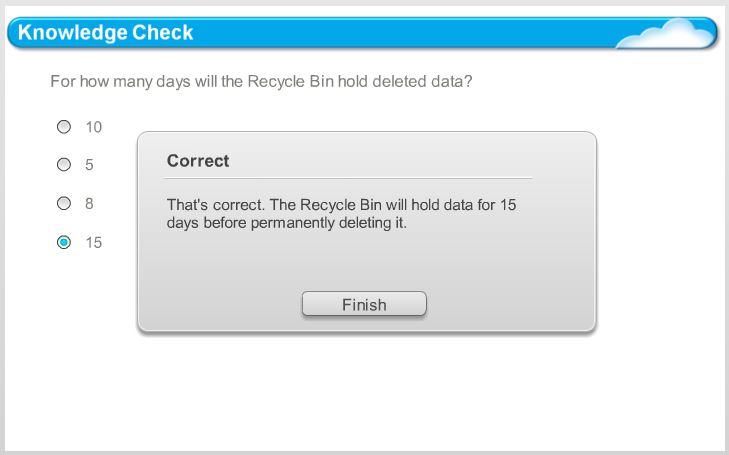 Knowledge Check
For how many days will the Recycle Bin hold deleted data?
10
5
8
15
Correct
That's correct. The Recycle Bin will hold data for 15
days before permanently deleting it.
Finish